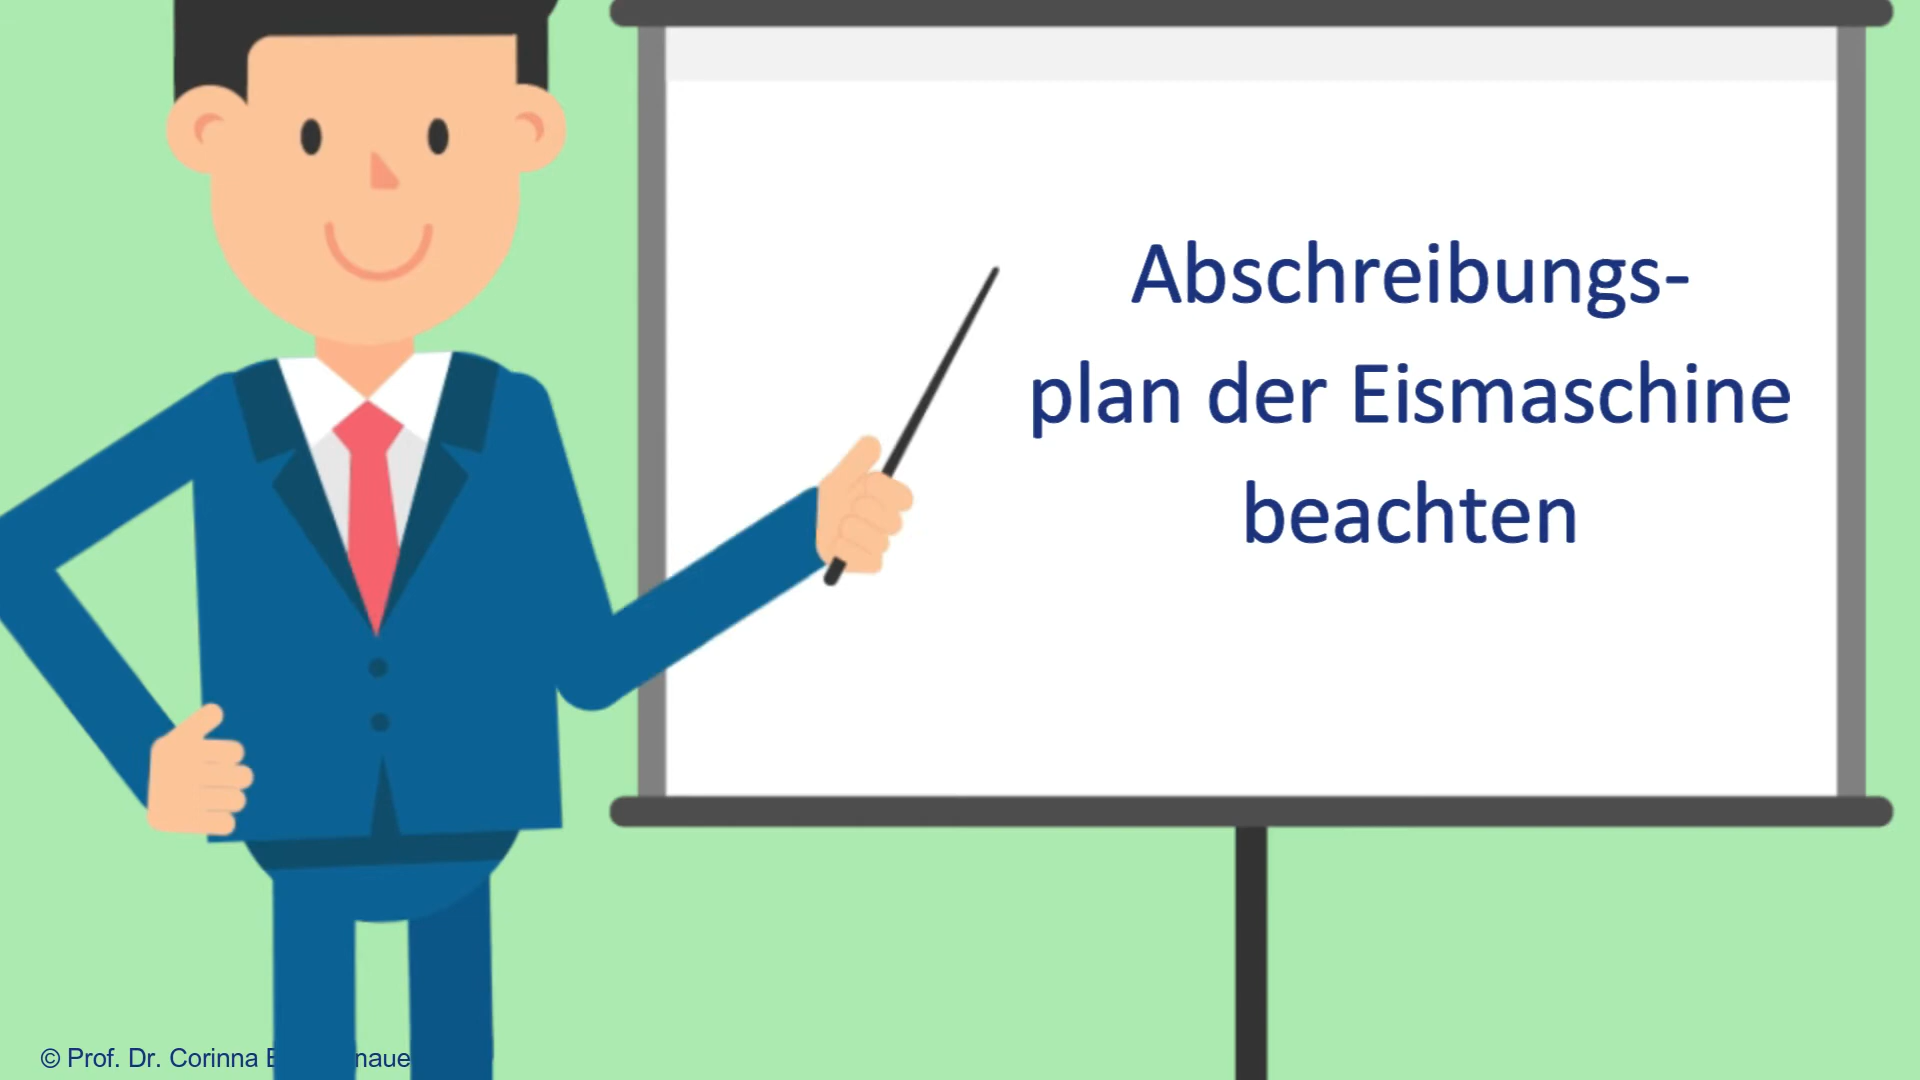 Abschreibungs-
plan der Eismaschine
beachten
© Prof. Dr. Corinna